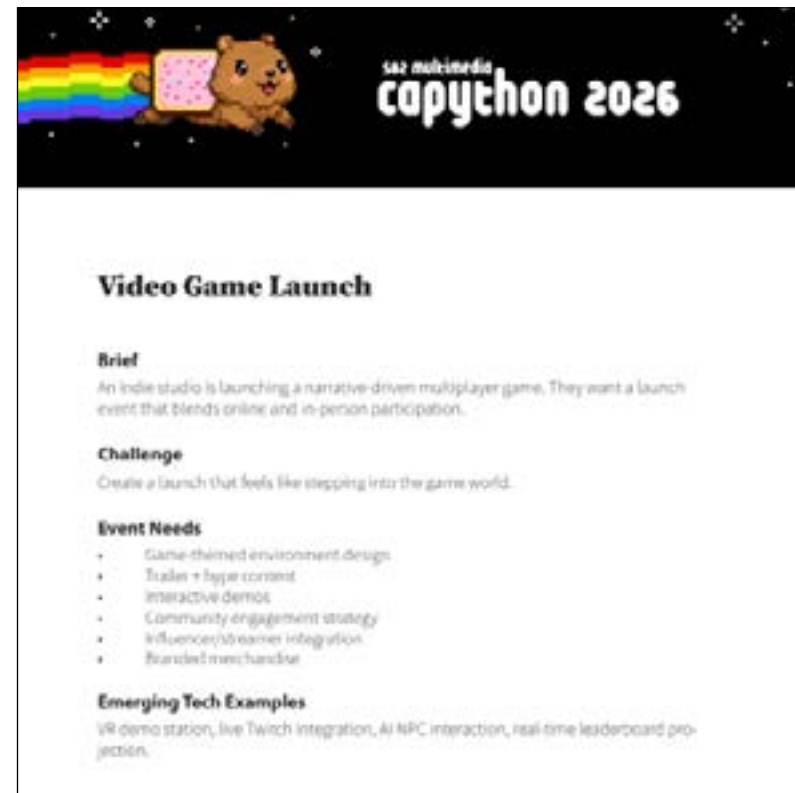 sa2 multimedia
capython 2026
Video Game Launch
Brief
An indie studio is launching a narrative-driven multiplayer game. They want a launch
event that blends online and in-person participation.
Challenge
Create a launch that feels like stepping into the game world.
Event Needs
• Game-themed environment design
• Trailer + hype content
• Interactive demos
• Community engagement strategy
• Influencer/streamer integration
• Branded merchandise
Emerging Tech Examples
VR demo station, live Twitch integration, AI NPC interaction, real-time leaderboard pro-
jection.